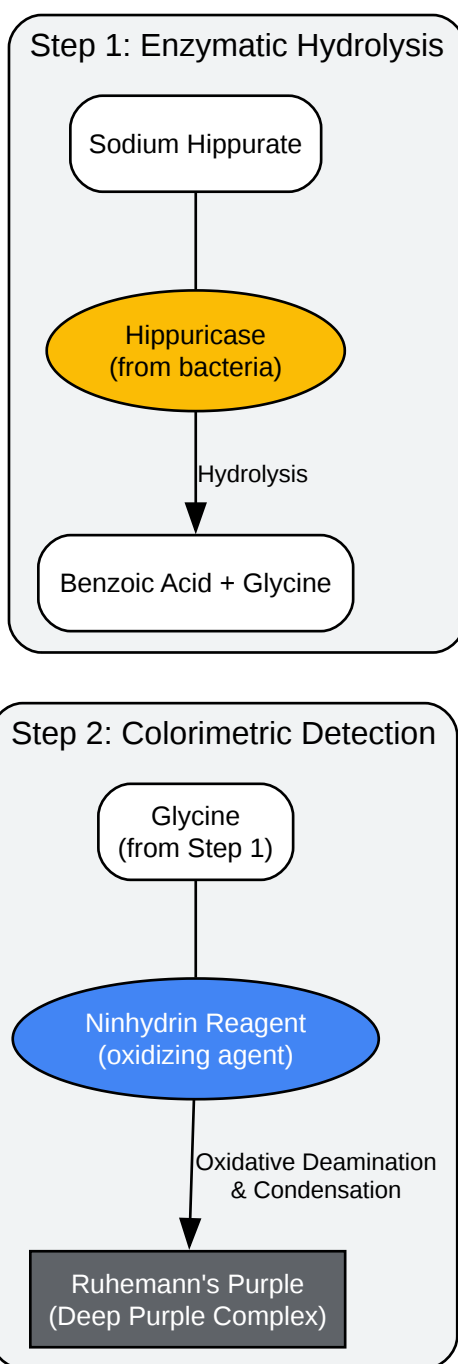 Step 1: Enzymatic Hydrolysis
Sodium Hippurate
Hippuricase
(from bacteria)
Hydrolysis
Benzoic Acid + Glycine
Step 2: Colorimetric Detection
Glycine
(from Step 1)
Ninhydrin Reagent
(oxidizing agent)
Oxidative Deamination
& Condensation
Ruhemann's Purple
(Deep Purple Complex)